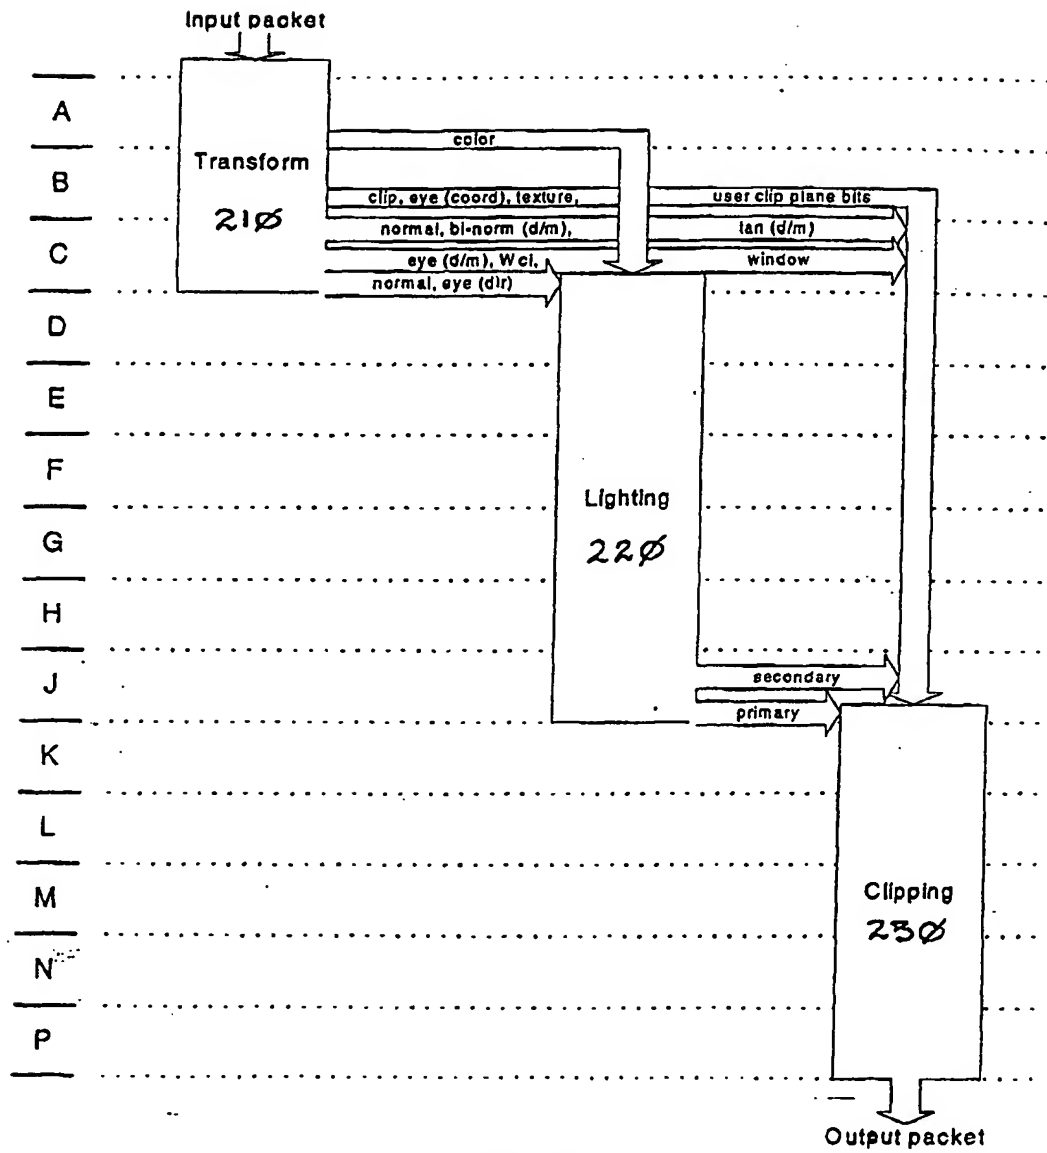 Input packet
A
color
Transform
B
clip, eye (coord), texture, user clip plane bits
210
normal, bi-norm (d/m), tan (d/m)
C
eye (d/m), Wcl, window
normal, eye (dir)
D
E
F
Lighting
G
220
H
J
secondary
primary
K
L
M
Clipping
230
N
P
Output packet